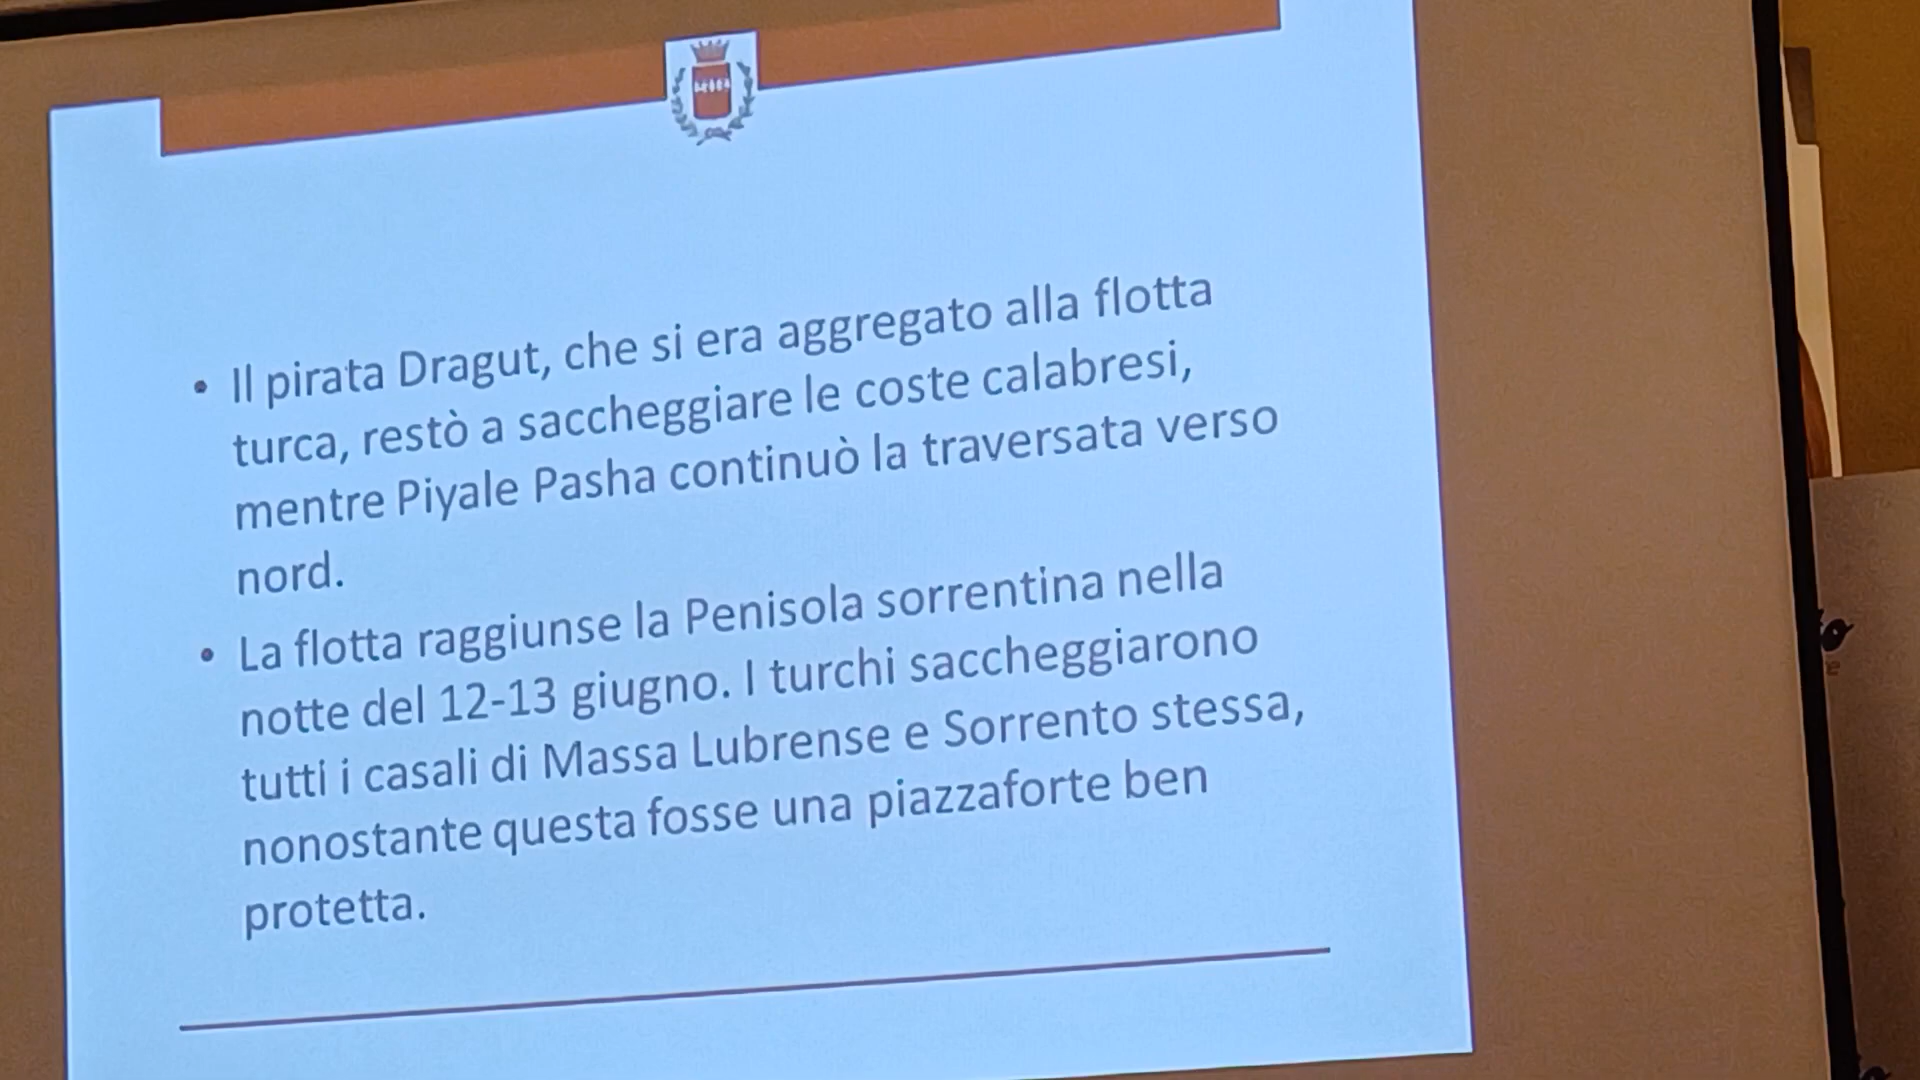 • Il pirata Dragut, che si era aggregato alla flotta
turca, restò a saccheggiare le coste calabresi,
mentre Piyale Pasha continuò la traversata verso
nord.
• La flotta raggiunse la Penisola sorrentina nella
notte del 12-13 giugno. I turchi saccheggiarono
tutti i casali di Massa Lubrense e Sorrento stessa,
nonostante questa fosse una piazzaforte ben
protetta.